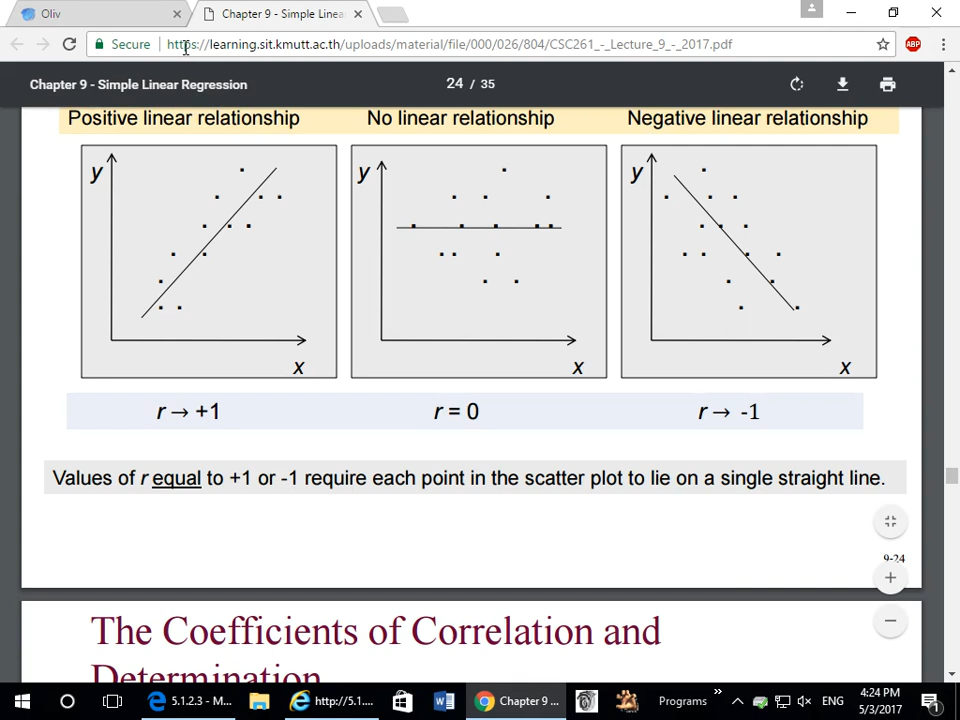 Oliv
Chapter 9 - Simple Linea
Secure
https://learning.sit.kmutt.ac.th/uploads/material/file/000/026/804/CSC261_-_Lecture_9_-_2017.pdf
ABP
Chapter 9 - Simple Linear Regression
24 / 35
Positive linear relationship
No linear relationship
Negative linear relationship
y
y
y
x
x
x
r → +1
r = 0
r → -1
Values of r equal to +1 or -1 require each point in the scatter plot to lie on a single straight line.
9-24
The Coefficients of Correlation and
Determination
5.1.2.3 - M...
http://5.1....
Chapter 9 ...
Programs
ENG
4:24 PM
5/3/2017
1